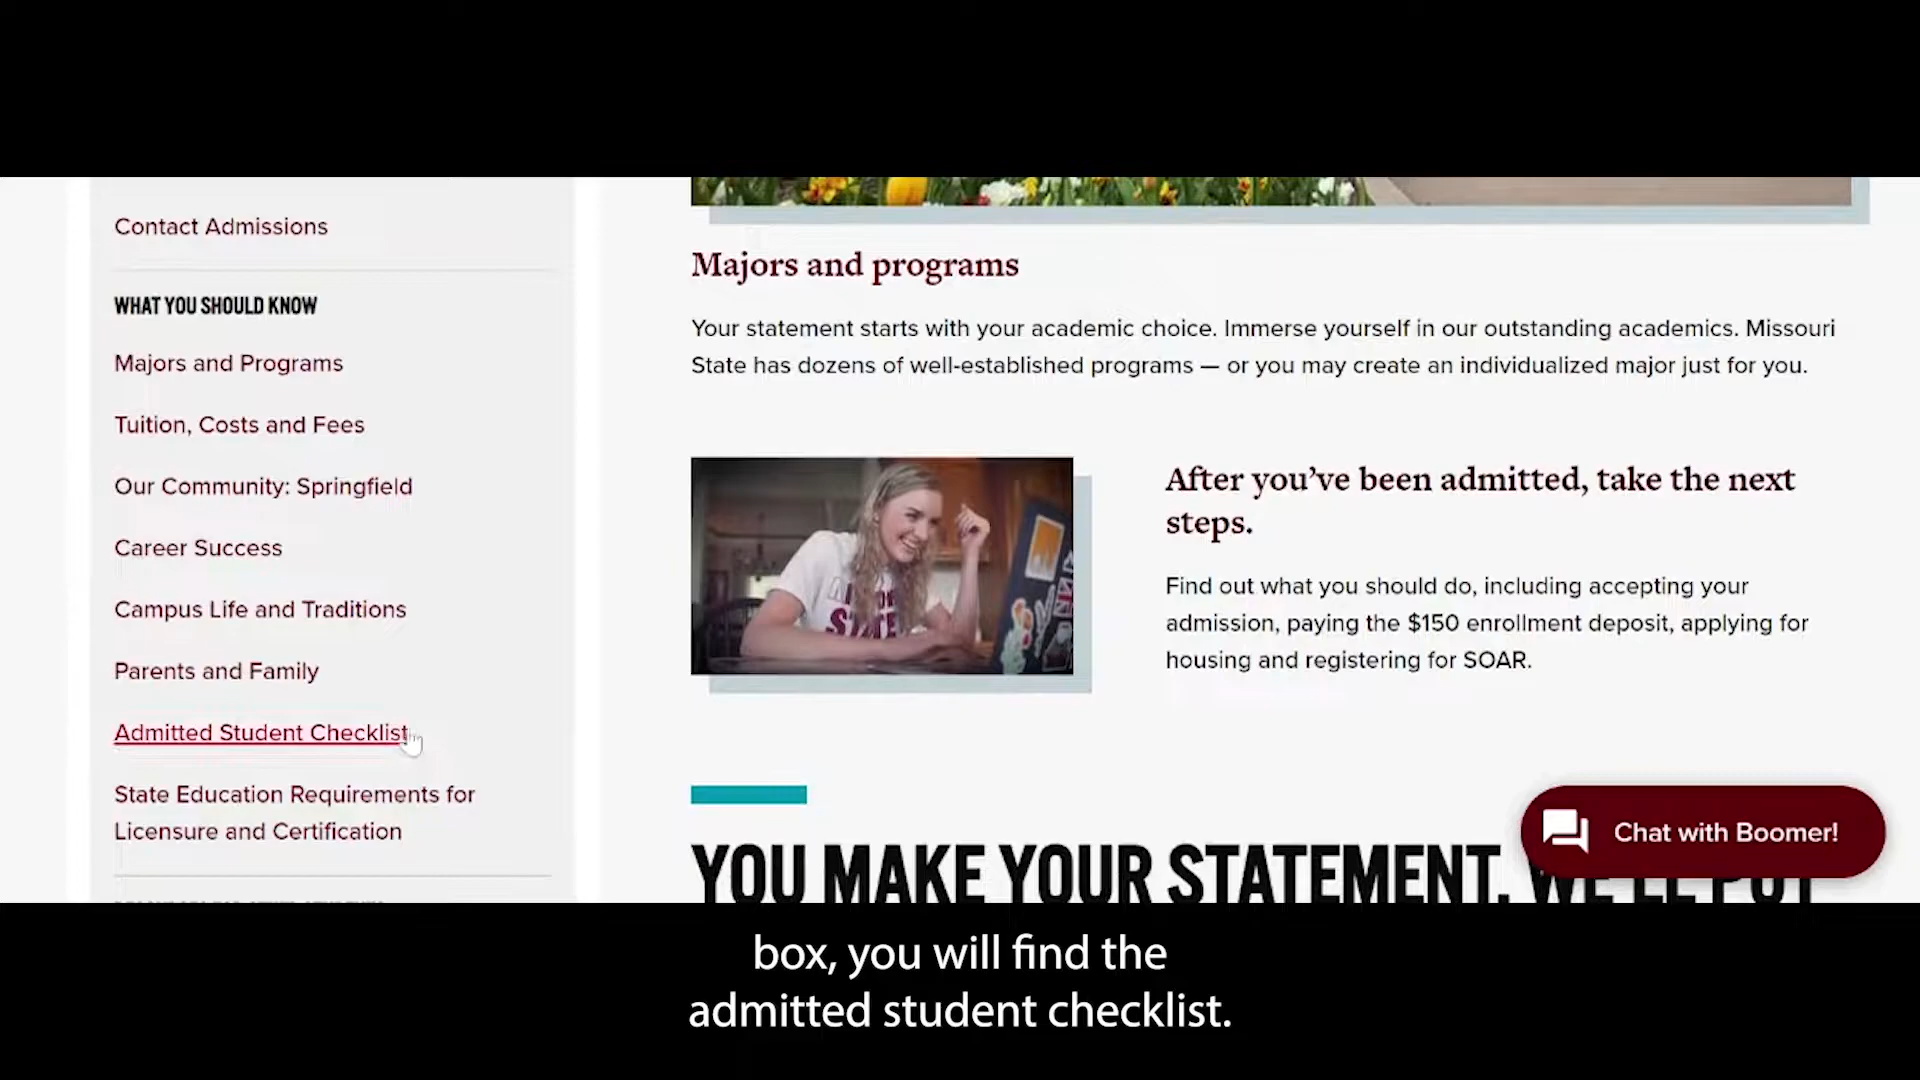 Contact Admissions
WHAT YOU SHOULD KNOW
Majors and Programs
Tuition, Costs and Fees
Our Community: Springfield
Career Success
Campus Life and Traditions
Parents and Family
Admitted Student Checklist
State Education Requirements for
Licensure and Certification
Majors and programs
Your statement starts with your academic choice. Immerse yourself in our outstanding academics. Missouri
State has dozens of well-established programs — or you may create an individualized major just for you.
After you’ve been admitted, take the next
steps.
Find out what you should do, including accepting your
admission, paying the $150 enrollment deposit, applying for
housing and registering for SOAR.
YOU MAKE YOUR STATEMENT. WE'LL PUT
Chat with Boomer!
box, you will find the
admitted student checklist.